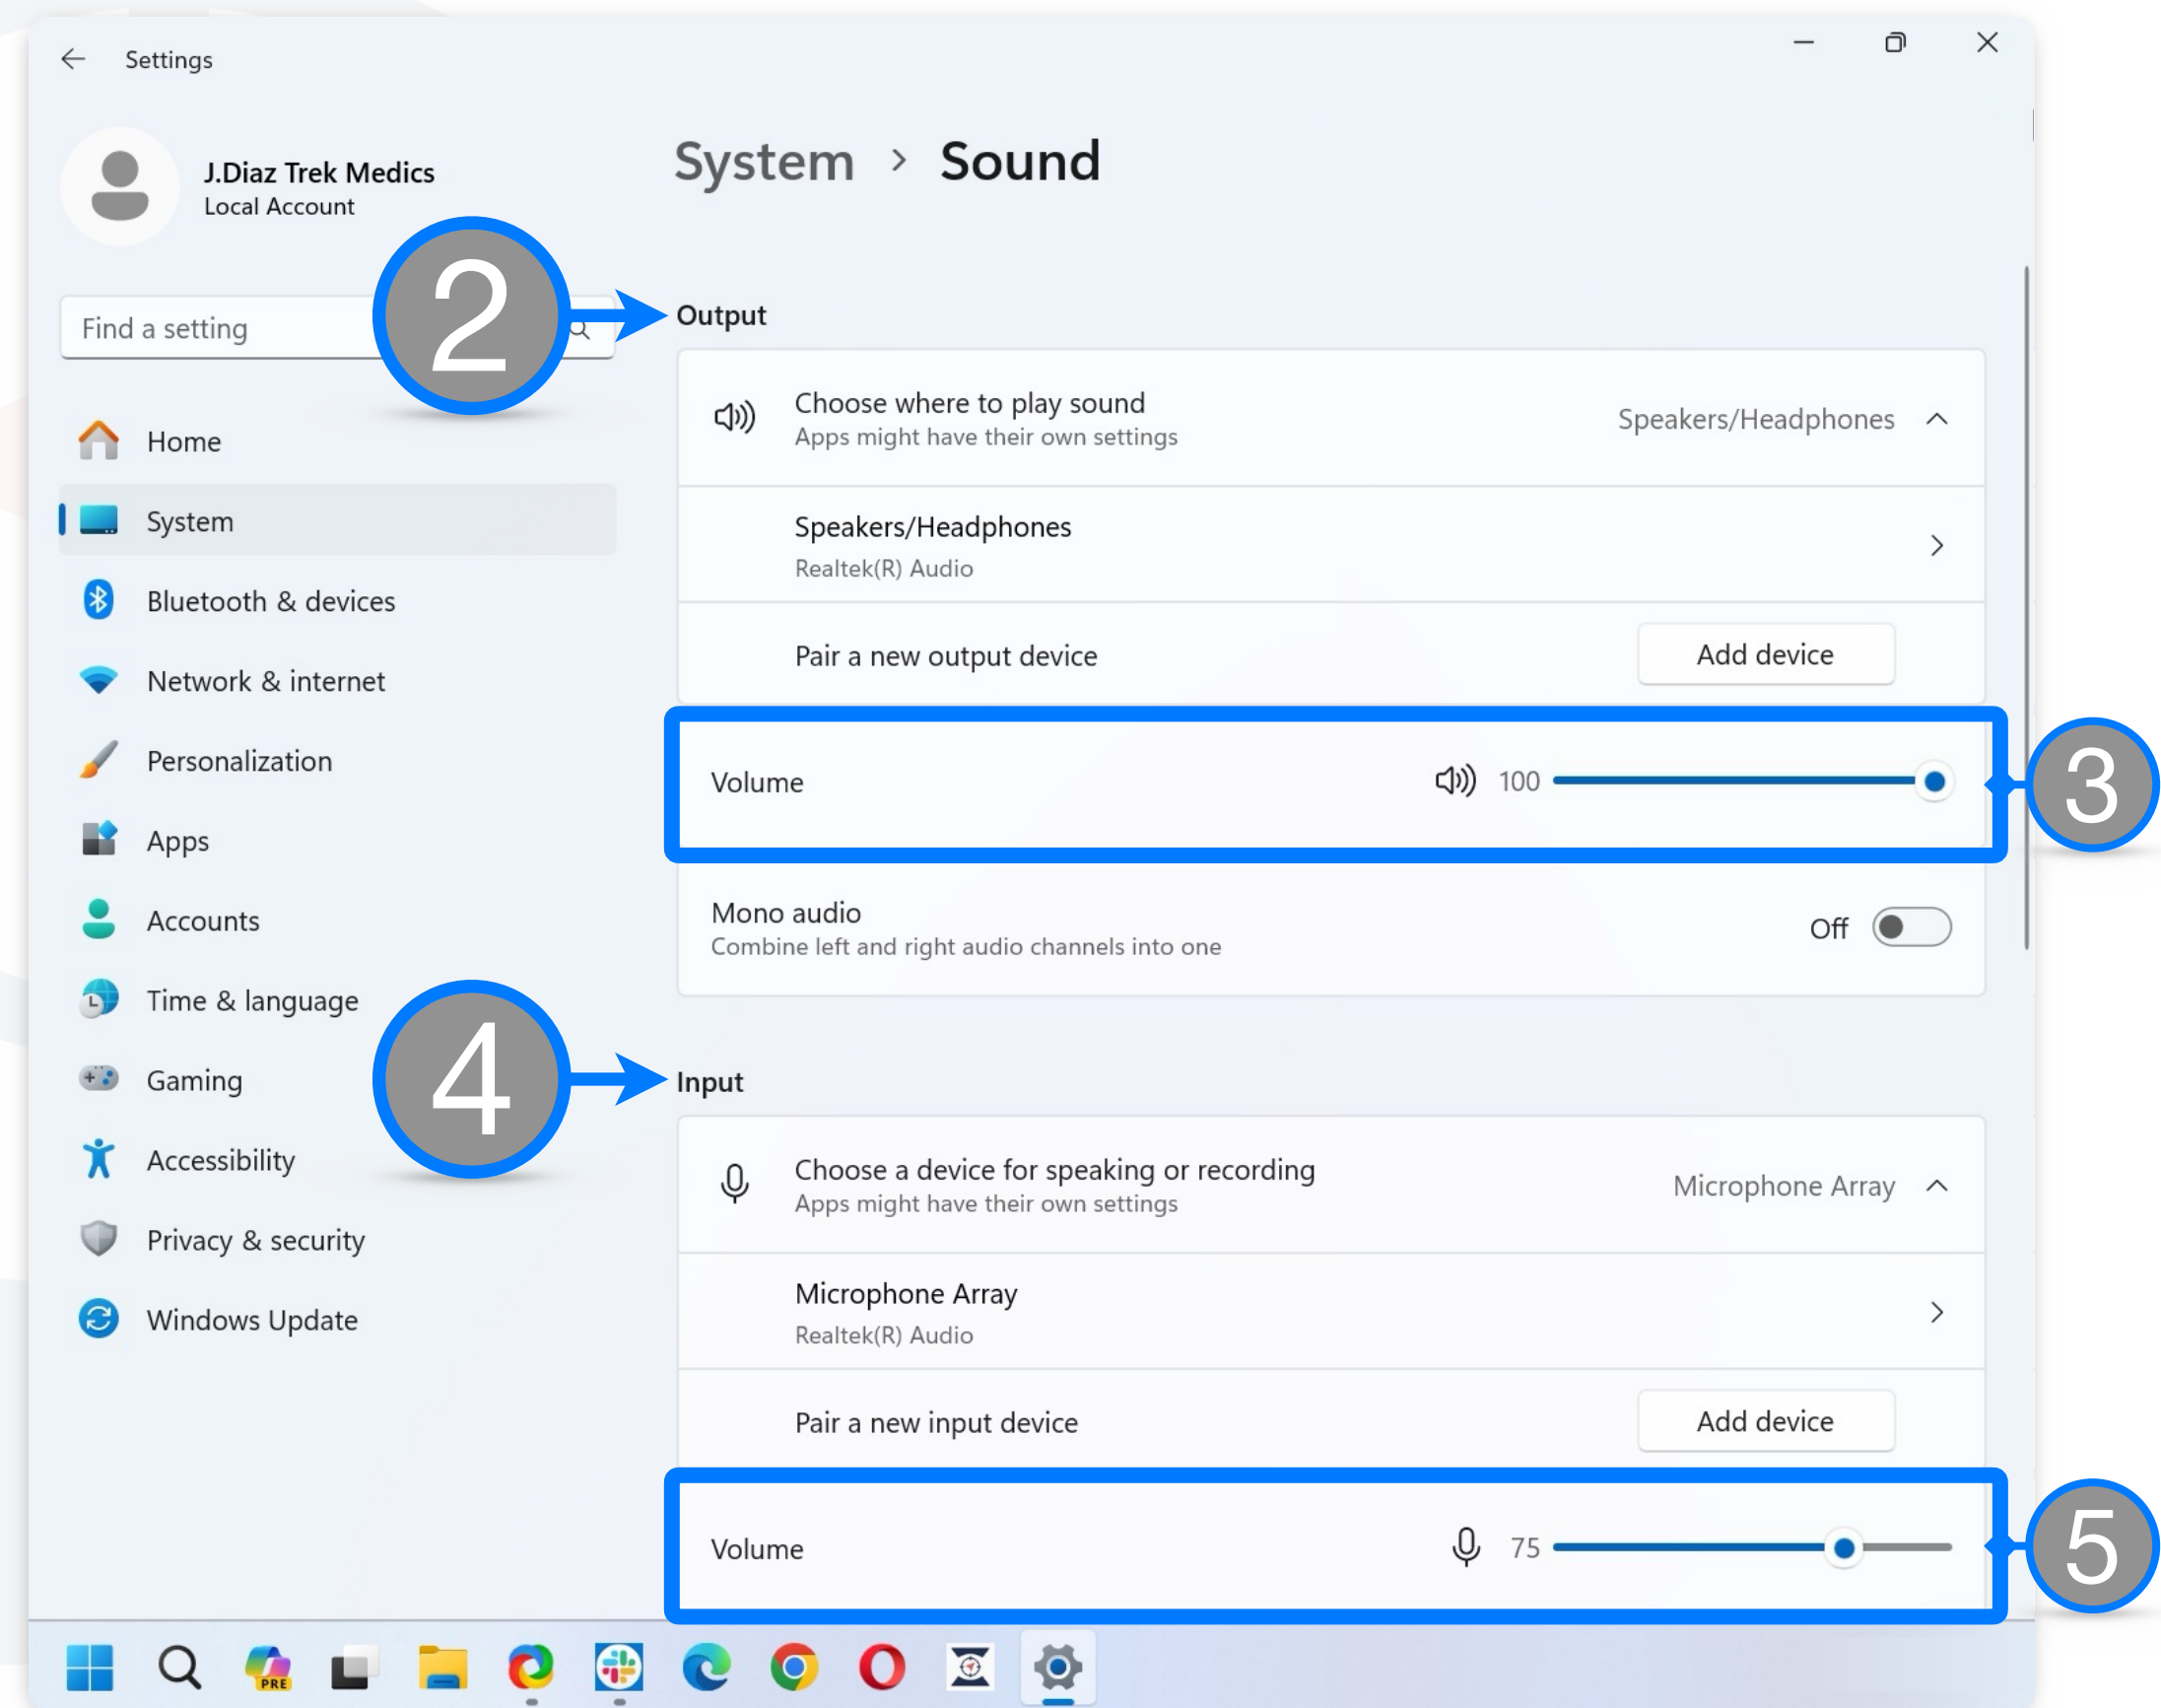 Settings
J.Diaz Trek Medics
Local Account
Find a setting
Home
System
Bluetooth & devices
Network & internet
Personalization
Apps
Accounts
Time & language
Gaming
Accessibility
Privacy & security
Windows Update
System > Sound
2
Output
Choose where to play sound
Apps might have their own settings
Speakers/Headphones
Speakers/Headphones
Realtek(R) Audio
Pair a new output device
Add device
Volume
100
3
Mono audio
Combine left and right audio channels into one
Off
4
Input
Choose a device for speaking or recording
Apps might have their own settings
Microphone Array
Microphone Array
Realtek(R) Audio
Pair a new input device
Add device
Volume
75
5
PRE